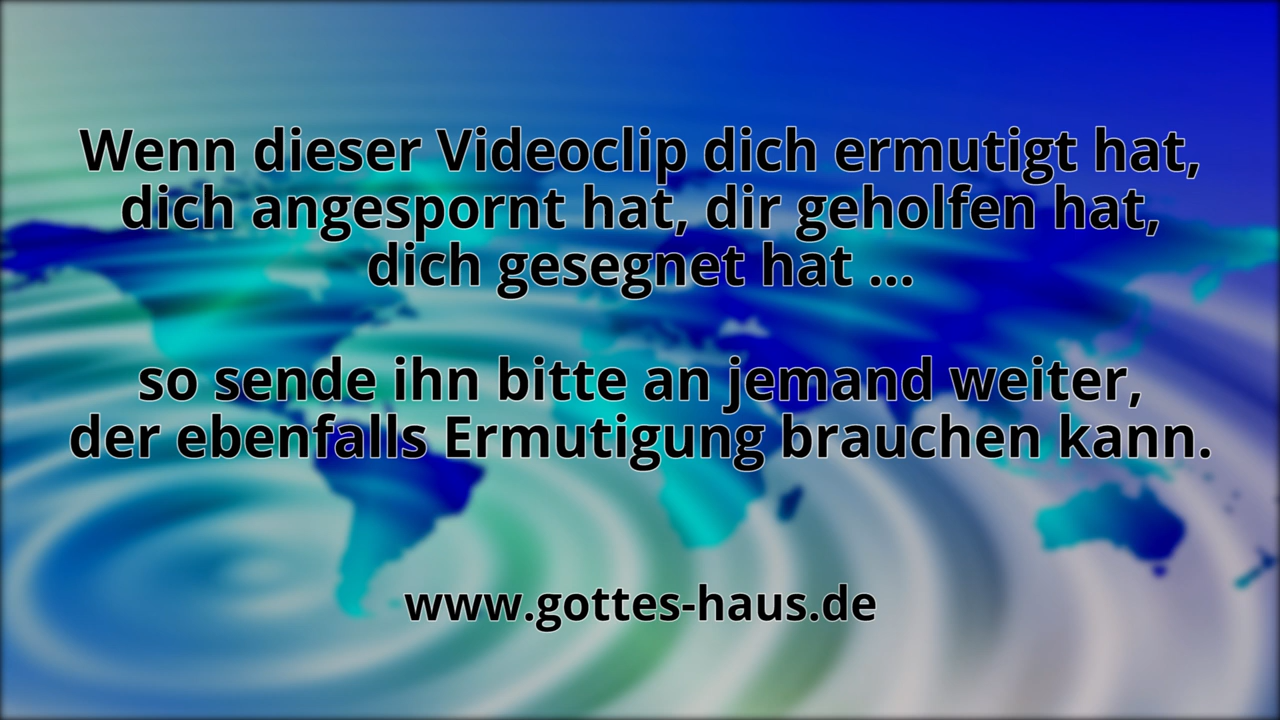 Wenn dieser Videoclip dich ermutigt hat,
dich angespornt hat, dir geholfen hat,
dich gesegnet hat ...
so sende ihn bitte an jemand weiter,
der ebenfalls Ermutigung brauchen kann.
www.gottes-haus.de